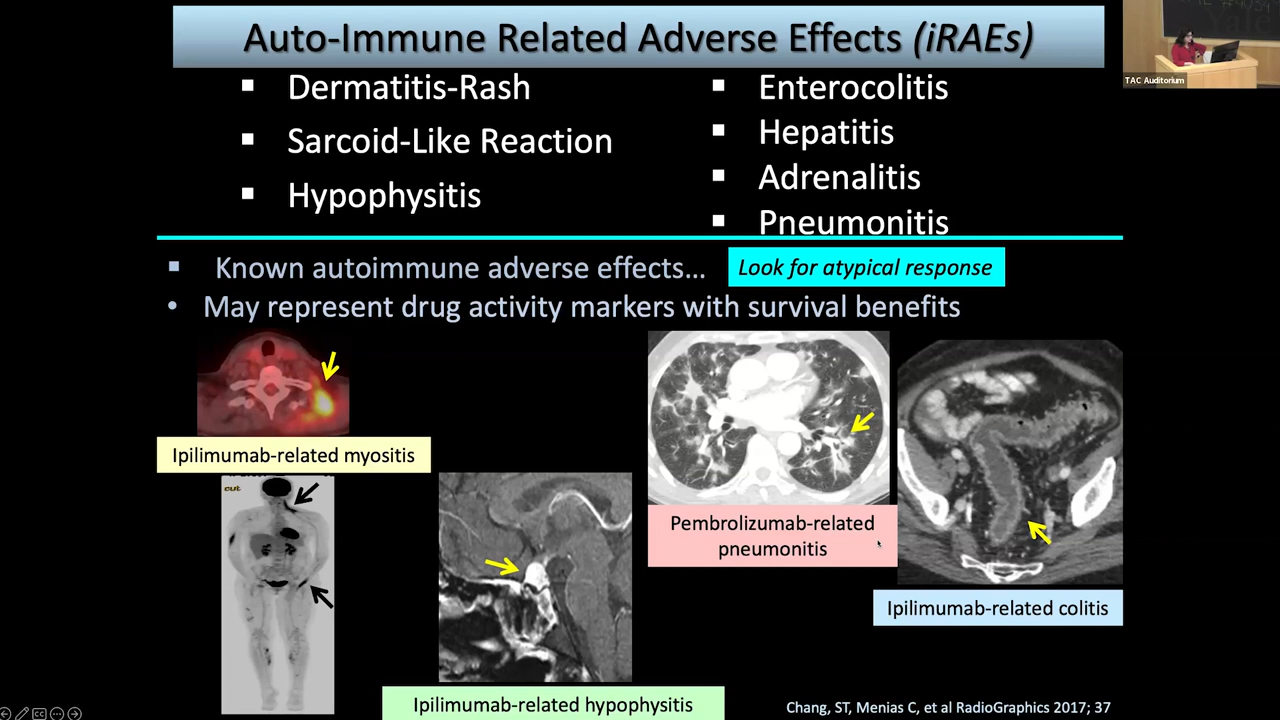 Auto-Immune Related Adverse Effects (iRAEs)
TAC Auditorium
▪ Dermatitis-Rash
▪ Sarcoid-Like Reaction
▪ Hypophysitis
▪ Enterocolitis
▪ Hepatitis
▪ Adrenalitis
▪ Pneumonitis
▪ Known autoimmune adverse effects... Look for atypical response
• May represent drug activity markers with survival benefits
Ipilimumab-related myositis
Pembrolizumab-related
pneumonitis
Ipilimumab-related colitis
Ipilimumab-related hypophysitis
Chang, ST, Menias C, et al RadioGraphics 2017; 37